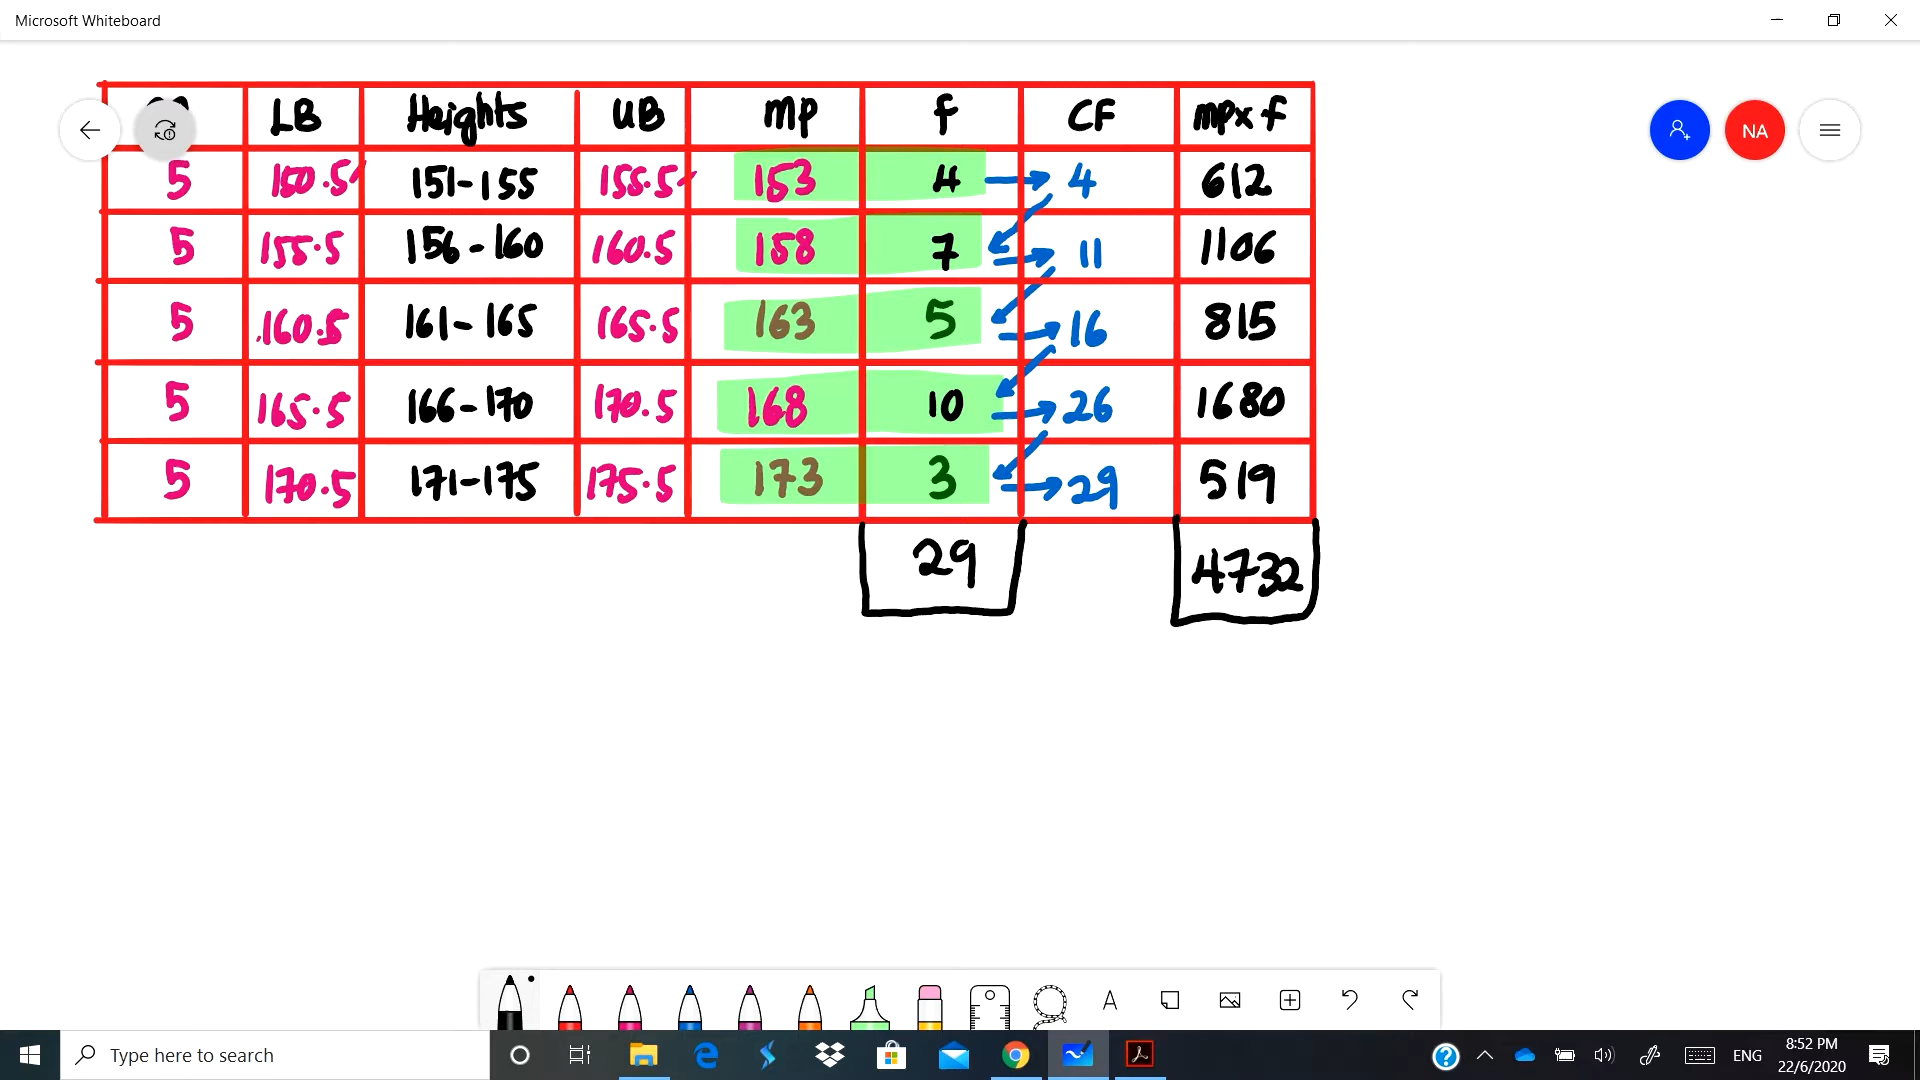 Microsoft Whiteboard
LB Heights UB mp f CF mpx f
5 150.5 151-155 155.5 153 4 4 612
5 155.5 156-160 160.5 158 7 11 1106
5 160.5 161-165 165.5 163 5 16 815
5 165.5 166-170 170.5 168 10 26 1680
5 170.5 171-175 175.5 173 3 29 519
29 4732
NA
A
Type here to search
ENG
8:52 PM
22/6/2020